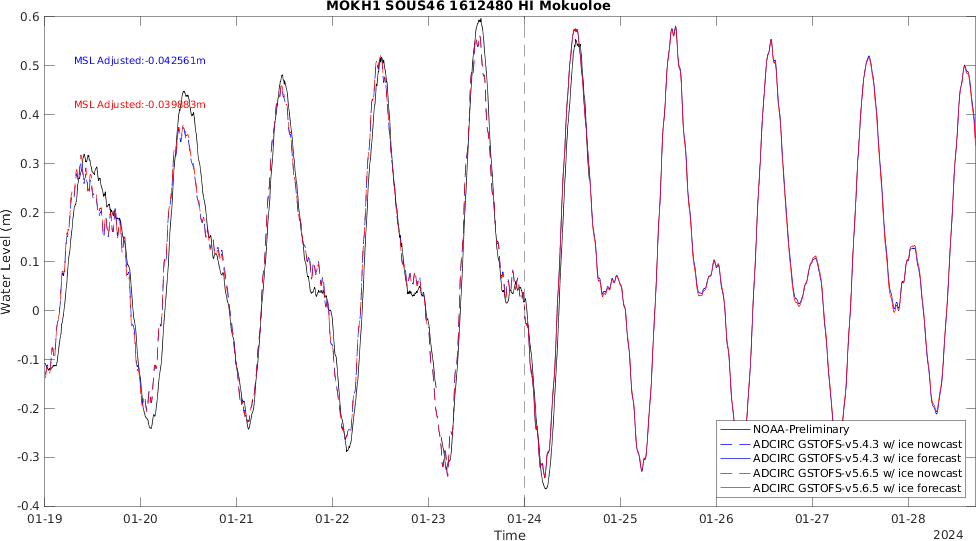 MOKH1 SOUS46 1612480 HI Mokuoloe
0.6
0.5
0.4
0.3
0.2
0.1
0
-0.1
-0.2
-0.3
-0.4
Water Level (m)
MSL Adjusted:-0.042561m
MSL Adjusted:-0.039883m
NOAA-Preliminary
ADCIRC GSTOFS-v5.4.3 w/ ice nowcast
ADCIRC GSTOFS-v5.4.3 w/ ice forecast
ADCIRC GSTOFS-v5.6.5 w/ ice nowcast
ADCIRC GSTOFS-v5.6.5 w/ ice forecast
01-19 01-20 01-21 01-22 01-23 01-24 01-25 01-26 01-27 01-28
Time
2024